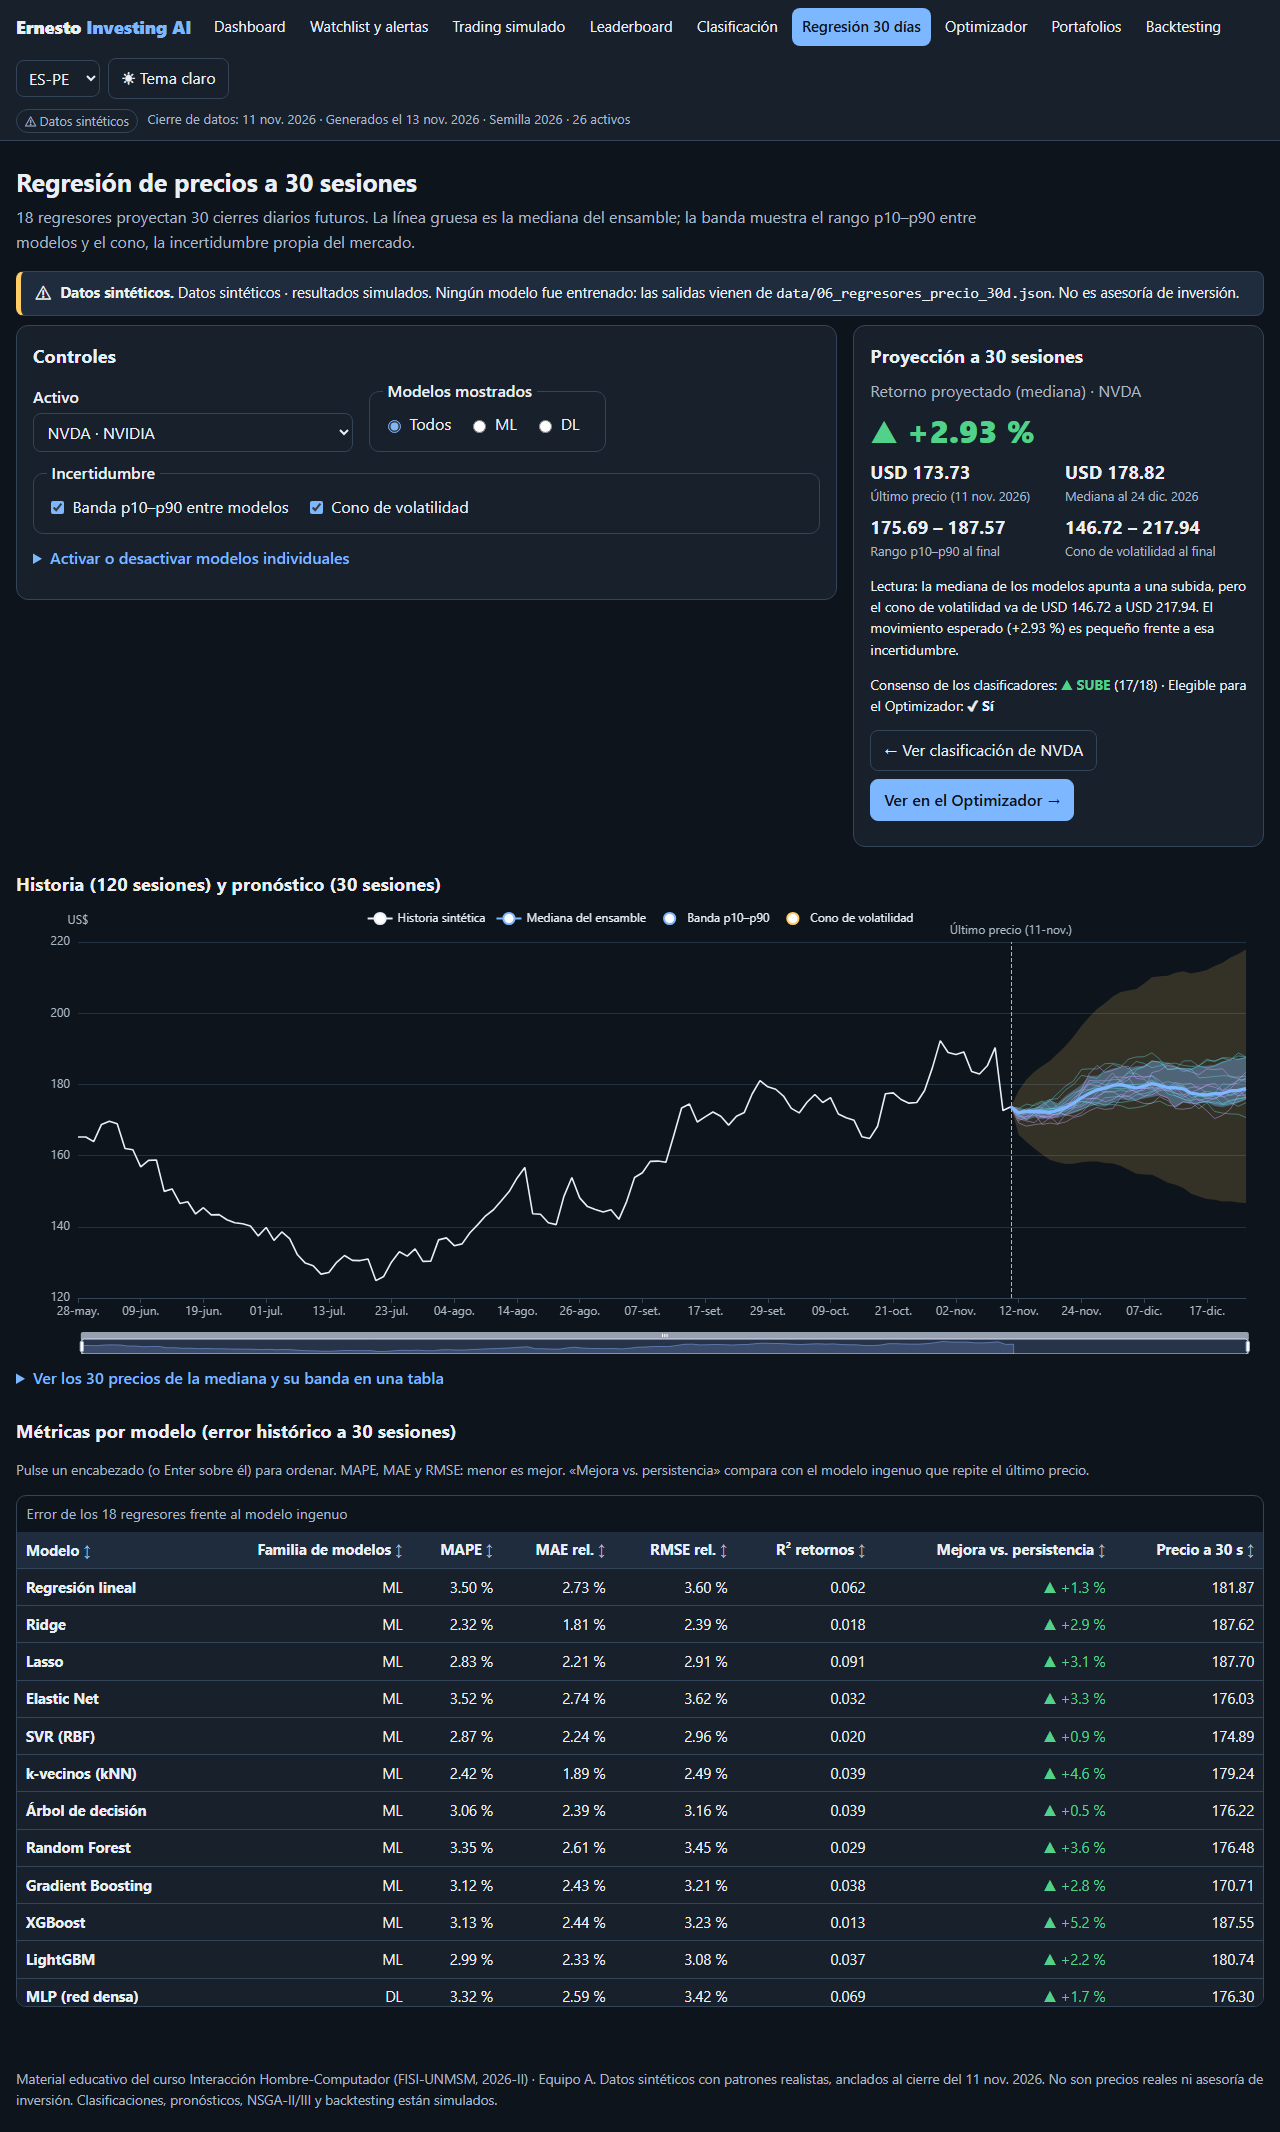 Ernesto Investing AI
Dashboard
Watchlist y alertas
Trading simulado
Leaderboard
Clasificación
Regresión 30 días
Optimizador
Portafolios
Backtesting
ES-PE
☀ Tema claro
⚠ Datos sintéticos
Cierre de datos: 11 nov. 2026 · Generados el 13 nov. 2026 · Semilla 2026 · 26 activos
Regresión de precios a 30 sesiones
18 regresores proyectan 30 cierres diarios futuros. La línea gruesa es la mediana del ensamble; la banda muestra el rango p10–p90 entre
modelos y el cono, la incertidumbre propia del mercado.
⚠ Datos sintéticos. Datos sintéticos · resultados simulados. Ningún modelo fue entrenado: las salidas vienen de data/06_regresores_precio_30d.json. No es asesoría de inversión.
Controles
Activo
NVDA · NVIDIA
Modelos mostrados
Todos
ML
DL
Incertidumbre
Banda p10–p90 entre modelos
Cono de volatilidad
▶ Activar o desactivar modelos individuales
Proyección a 30 sesiones
Retorno proyectado (mediana) · NVDA
▲ +2.93 %
USD 173.73
Último precio (11 nov. 2026)
USD 178.82
Mediana al 24 dic. 2026
175.69 – 187.57
Rango p10–p90 al final
146.72 – 217.94
Cono de volatilidad al final
Lectura: la mediana de los modelos apunta a una subida, pero
el cono de volatilidad va de USD 146.72 a USD 217.94. El
movimiento esperado (+2.93 %) es pequeño frente a esa
incertidumbre.
Consenso de los clasificadores: ▲ SUBE (17/18) · Elegible para
el Optimizador: ✔ Sí
← Ver clasificación de NVDA
Ver en el Optimizador →
Historia (120 sesiones) y pronóstico (30 sesiones)
US$
Historia sintética
Mediana del ensamble
Banda p10–p90
Cono de volatilidad
Último precio (11-nov.)
220
200
180
160
140
120
28-may. 09-jun. 19-jun. 01-jul. 13-jul. 23-jul. 04-ago. 14-ago. 26-ago. 07-set. 17-set. 29-set. 09-oct. 21-oct. 02-nov. 12-nov. 24-nov. 07-dic. 17-dic.
▶ Ver los 30 precios de la mediana y su banda en una tabla
Métricas por modelo (error histórico a 30 sesiones)
Pulse un encabezado (o Enter sobre él) para ordenar. MAPE, MAE y RMSE: menor es mejor. «Mejora vs. persistencia» compara con el modelo ingenuo que repite el último precio.
Error de los 18 regresores frente al modelo ingenuo
Modelo ↕ Familia de modelos ↕ MAPE ↕ MAE rel. ↕ RMSE rel. ↕ R² retornos ↕ Mejora vs. persistencia ↕ Precio a 30 s ↕
Regresión lineal ML 3.50 % 2.73 % 3.60 % 0.062 ▲ +1.3 % 181.87
Ridge ML 2.32 % 1.81 % 2.39 % 0.018 ▲ +2.9 % 187.62
Lasso ML 2.83 % 2.21 % 2.91 % 0.091 ▲ +3.1 % 187.70
Elastic Net ML 3.52 % 2.74 % 3.62 % 0.032 ▲ +3.3 % 176.03
SVR (RBF) ML 2.87 % 2.24 % 2.96 % 0.020 ▲ +0.9 % 174.89
k-vecinos (kNN) ML 2.42 % 1.89 % 2.49 % 0.039 ▲ +4.6 % 179.24
Árbol de decisión ML 3.06 % 2.39 % 3.16 % 0.039 ▲ +0.5 % 176.22
Random Forest ML 3.35 % 2.61 % 3.45 % 0.029 ▲ +3.6 % 176.48
Gradient Boosting ML 3.12 % 2.43 % 3.21 % 0.038 ▲ +2.8 % 170.71
XGBoost ML 3.13 % 2.44 % 3.23 % 0.013 ▲ +5.2 % 187.55
LightGBM ML 2.99 % 2.33 % 3.08 % 0.037 ▲ +2.2 % 180.74
MLP (red densa) DL 3.32 % 2.59 % 3.42 % 0.069 ▲ +1.7 % 176.30
Material educativo del curso Interacción Hombre-Computador (FISI-UNMSM, 2026-II) · Equipo A. Datos sintéticos con patrones realistas, anclados al cierre del 11 nov. 2026. No son precios reales ni asesoría de
inversión. Clasificaciones, pronósticos, NSGA-II/III y backtesting están simulados.